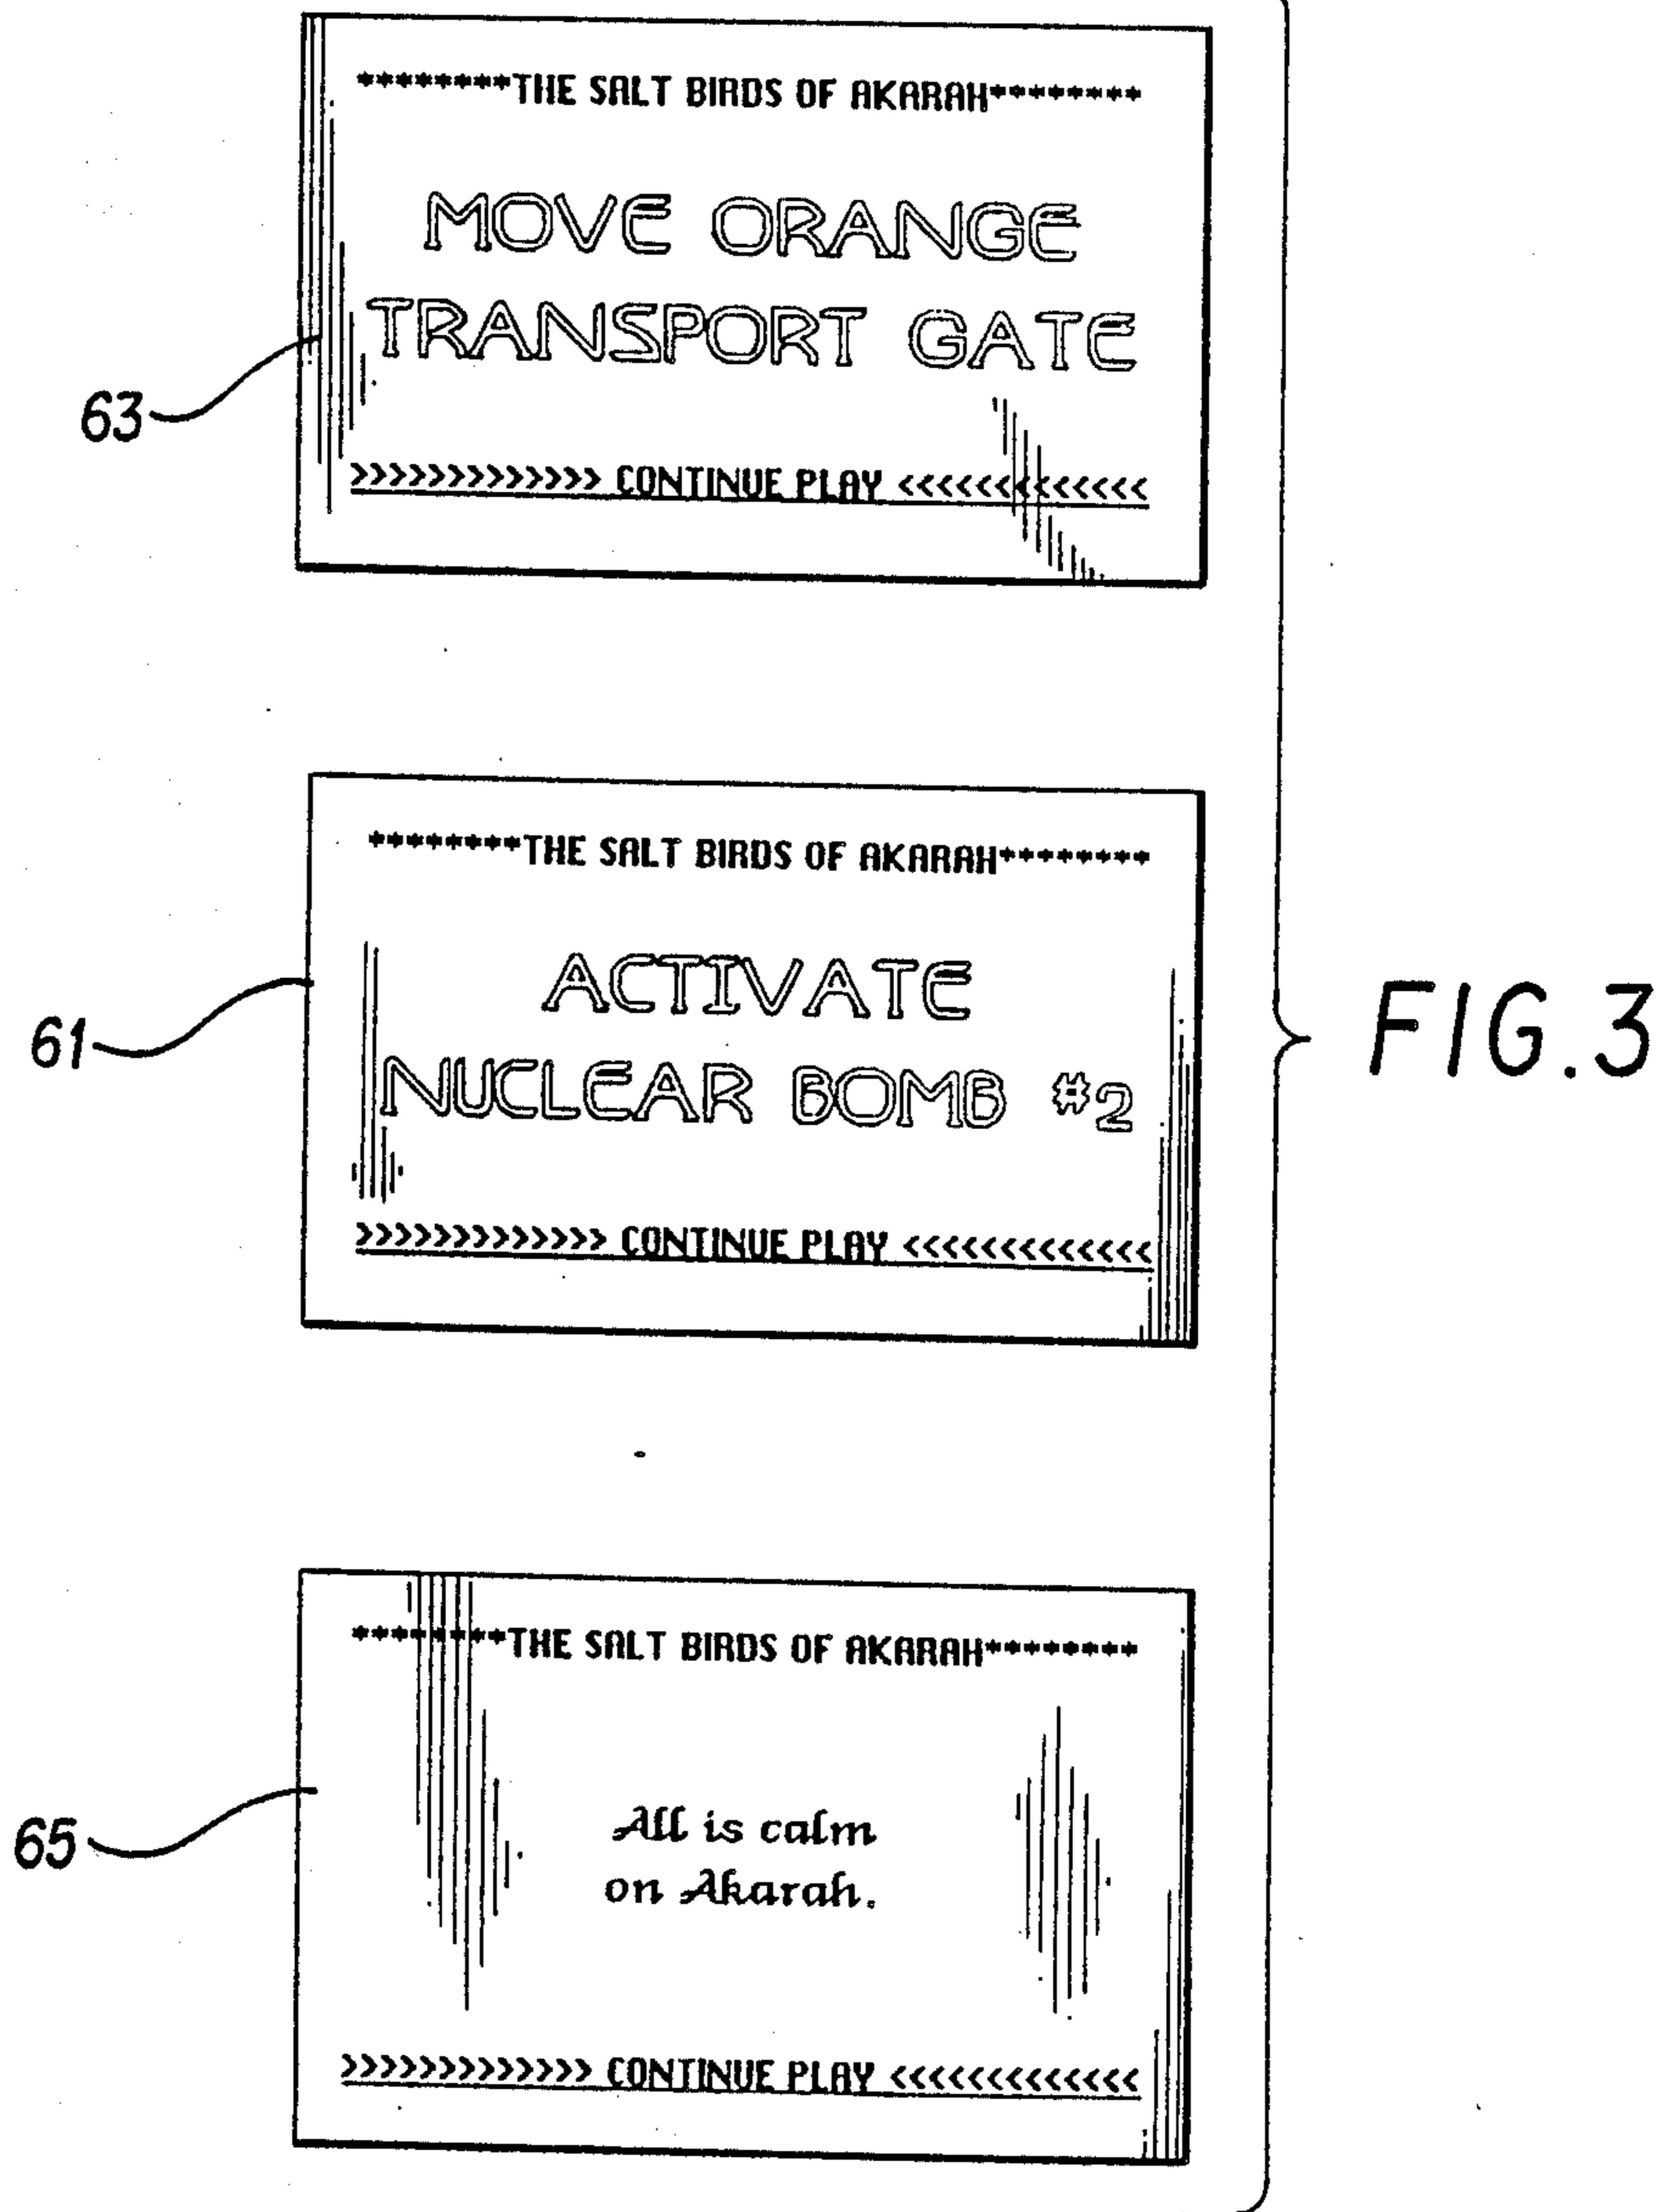 ********THE SALT BIRDS OF AKARAH********
MOVE ORANGE
TRANSPORT GATE
63
>>>>>>>>>>>>> CONTINUE PLAY <<<<<<<<<<<<<
********THE SALT BIRDS OF AKARAH********
ACTIVATE
61
FIG.3
NUCLEAR BOMB #2
>>>>>>>>>>>>> CONTINUE PLAY <<<<<<<<<<<<<
********THE SALT BIRDS OF AKARAH********
All is calm
65
on Akarah.
>>>>>>>>>>>>> CONTINUE PLAY <<<<<<<<<<<<<